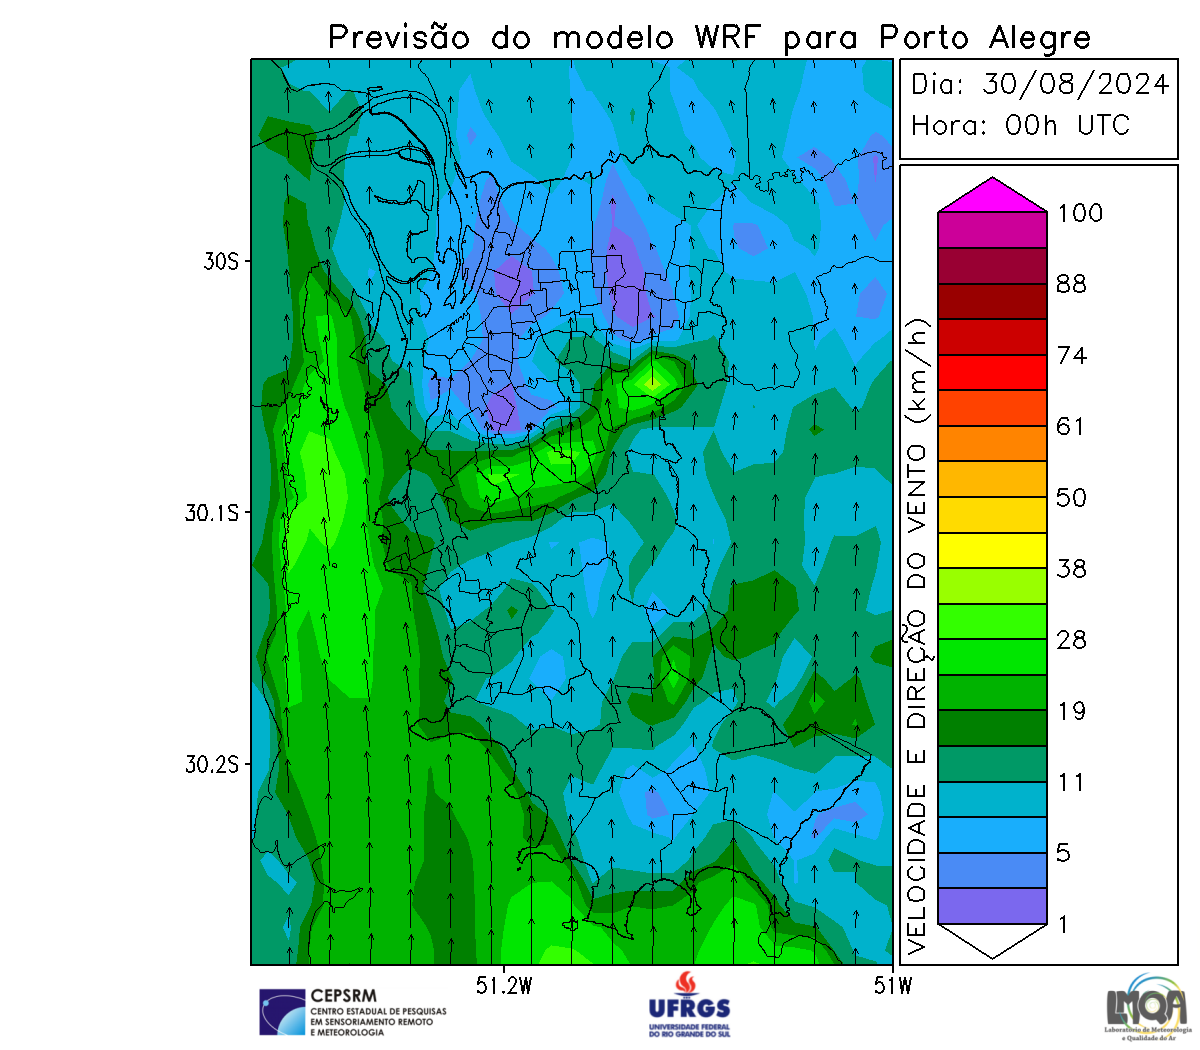 Previsão do modelo WRF para Porto Alegre
Dia: 30/08/2024
Hora: 00h UTC
30S
30.1S
30.2S
51.2W
51W
VELOCIDADE E DIREÇÃO DO VENTO (km/h)
100
88
74
61
50
38
28
19
11
5
1
CEPSRM
CENTRO ESTADUAL DE PESQUISAS
EM SENSORIAMENTO REMOTO
E METEOROLOGIA
UFRGS
UNIVERSIDADE FEDERAL
DO RIO GRANDE DO SUL
LMQA
Laboratório de Meteorologia
e Qualidade do Ar